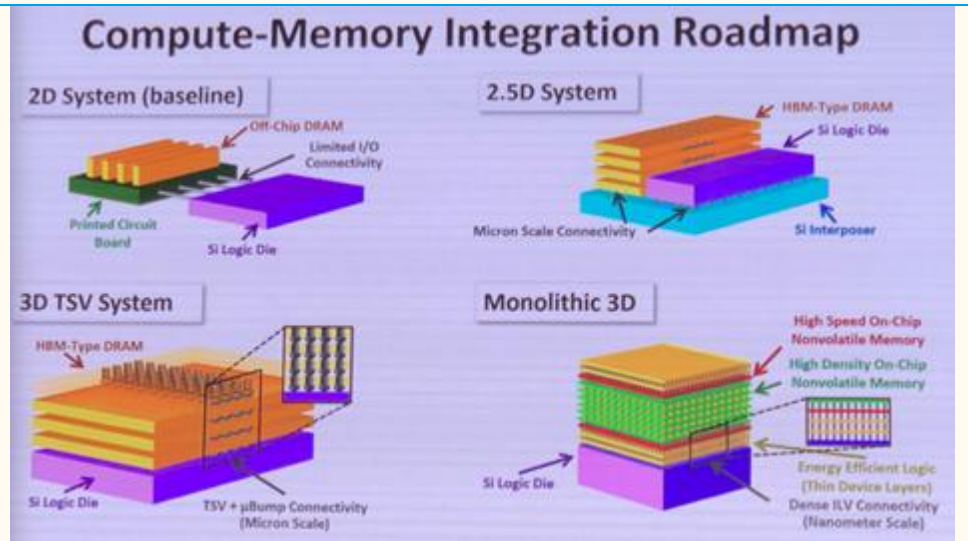 Compute-Memory Integration Roadmap
2D System (baseline)
Off-Chip DRAM
Limited I/O
Connectivity
Printed Circuit
Board
Si Logic Die
2.5D System
HBM-Type DRAM
Si Logic Die
Micron Scale Connectivity
Si Interposer
3D TSV System
HBM-Type DRAM
Si Logic Die
TSV + µBump Connectivity
(Micron Scale)
Monolithic 3D
High Speed On-Chip
Nonvolatile Memory
High Density On-Chip
Nonvolatile Memory
Si Logic Die
Energy Efficient Logic
(Thin Device Layers)
Dense ILV Connectivity
(Nanometer Scale)